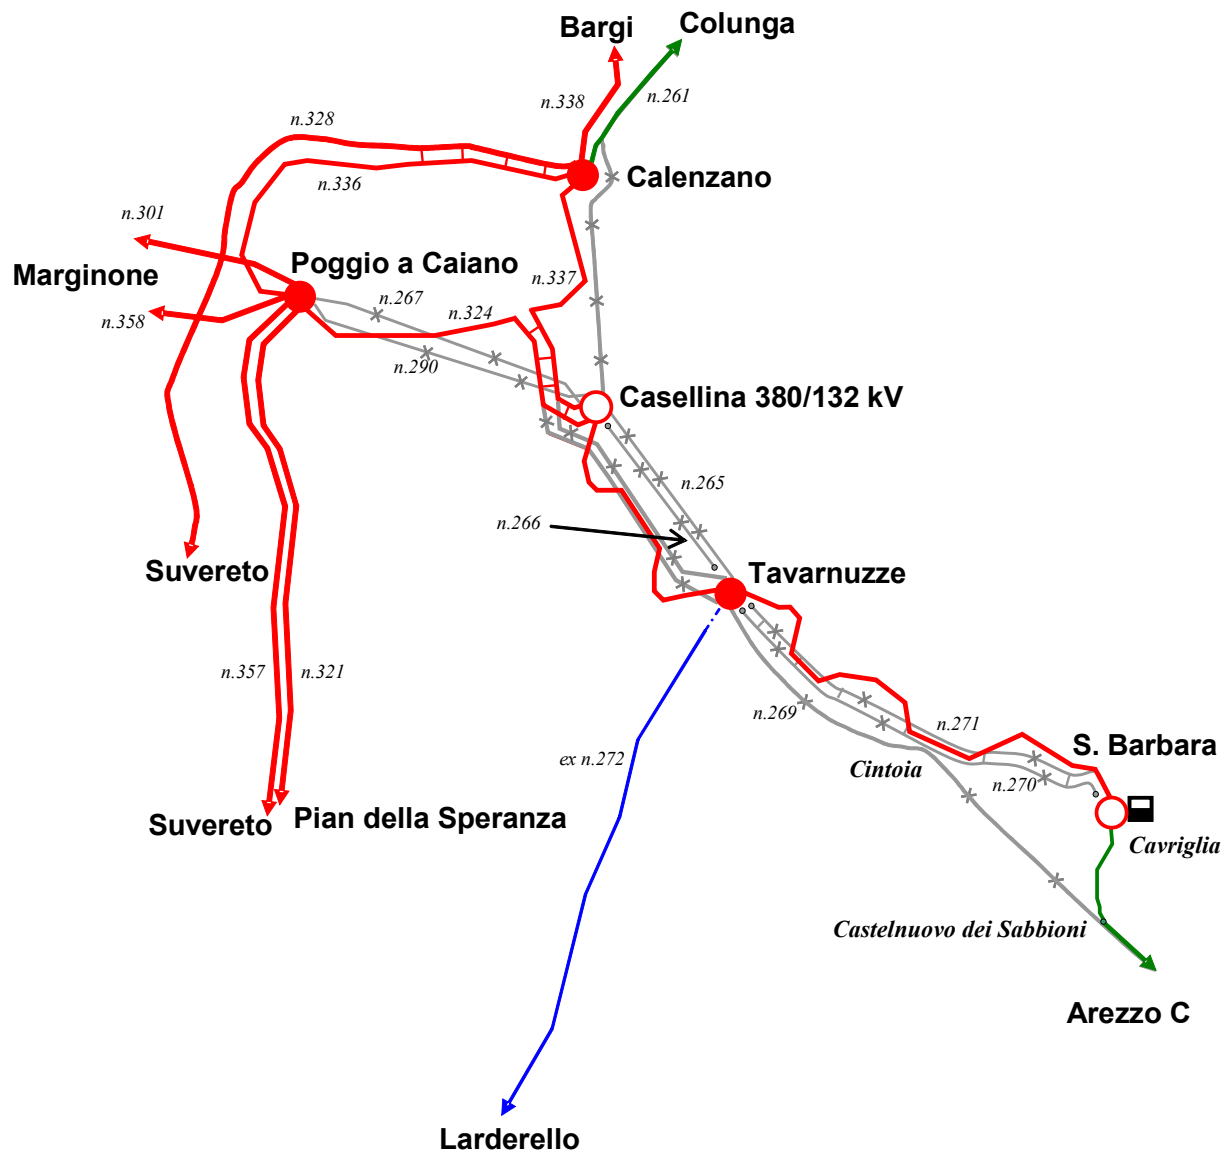 Bargi
Colunga
n.338
n.261
n.328
n.336
Calenzano
n.301
Marginone
Poggio a Caiano
n.337
n.267
n.324
n.358
n.290
Casellina 380/132 kV
n.265
n.266
Suvereto
Tavarnuzze
n.357
n.321
n.269
n.271
S. Barbara
ex n.272
Cintoia
n.270
Suvereto
Pian della Speranza
Cavriglia
Castelnuovo dei Sabbioni
Arezzo C
Larderello